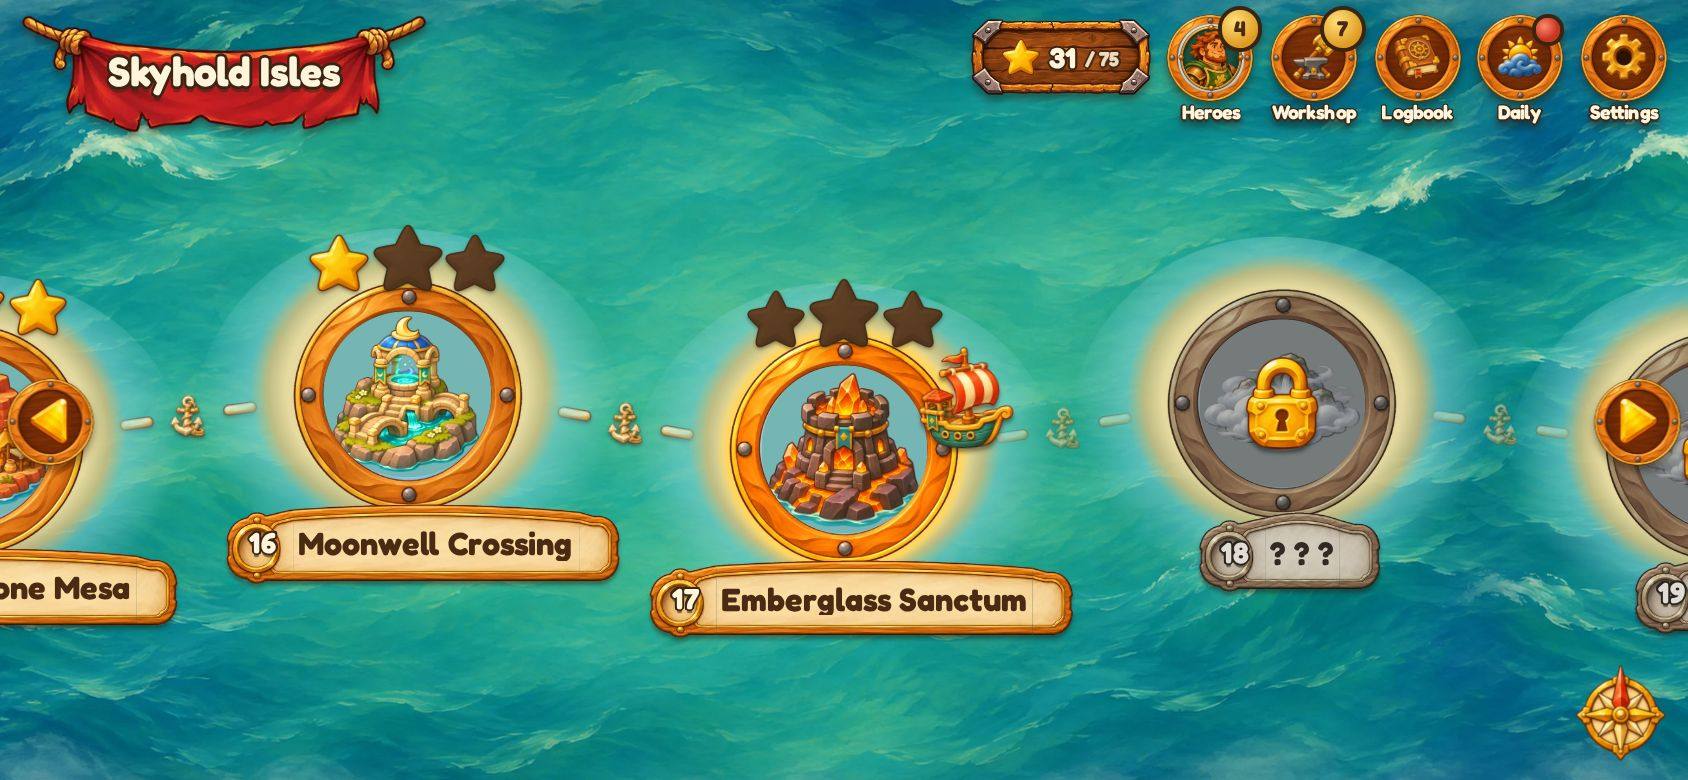 Skyhold Isles
31 / 75
4
7
Heroes
Workshop
Logbook
Daily
Settings
16 Moonwell Crossing
17 Emberglass Sanctum
18 ? ? ?
19
Mesa